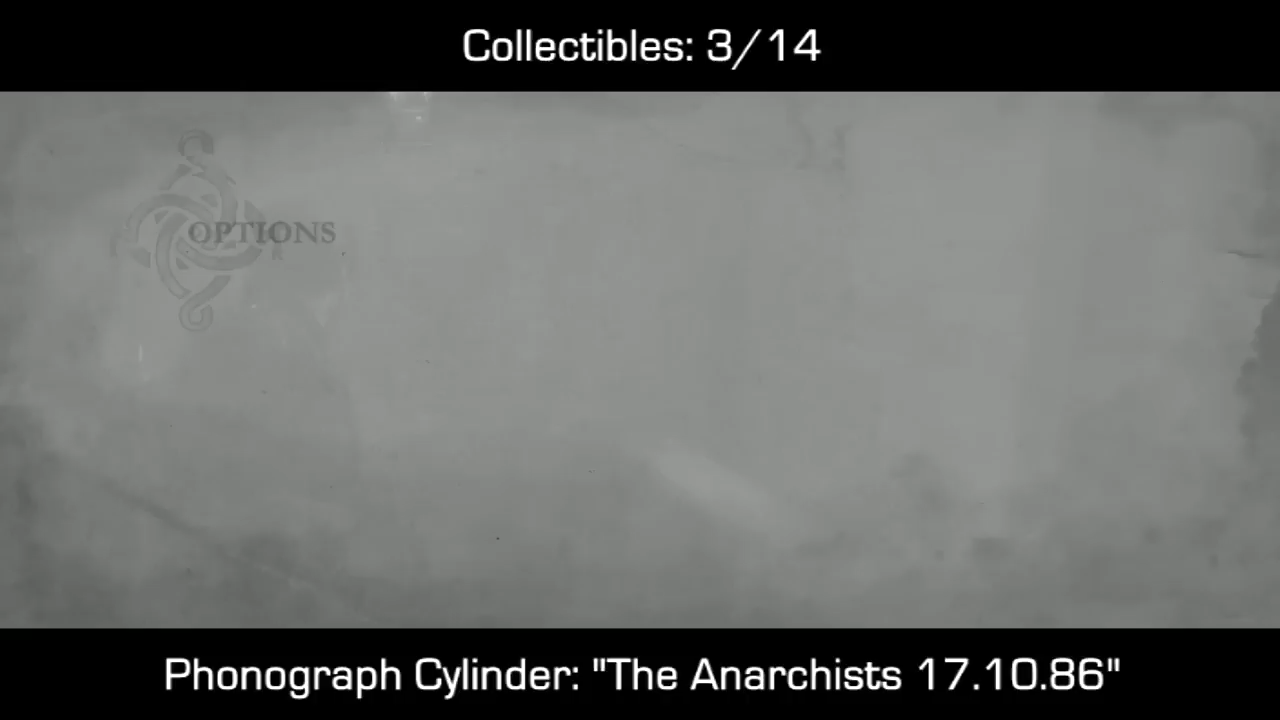 Collectibles: 3/14
OPTIONS
Phonograph Cylinder: "The Anarchists 17.10.86"